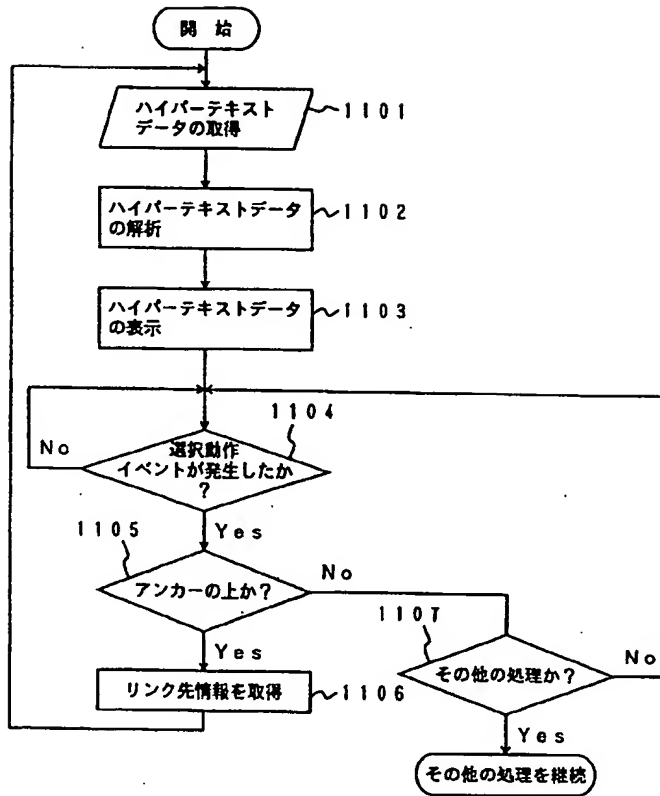 開 始
ハイパーテキスト
データの取得
1101
ハイパーテキストデータ
の解析
1102
ハイパーテキストデータ
の表示
1103
1104
No
選択動作
イベントが発生したか
?
Yes
1105
アンカーの上か?
No
1107
Yes
その他の処理か?
No
リンク先情報を取得
1106
Yes
その他の処理を継続